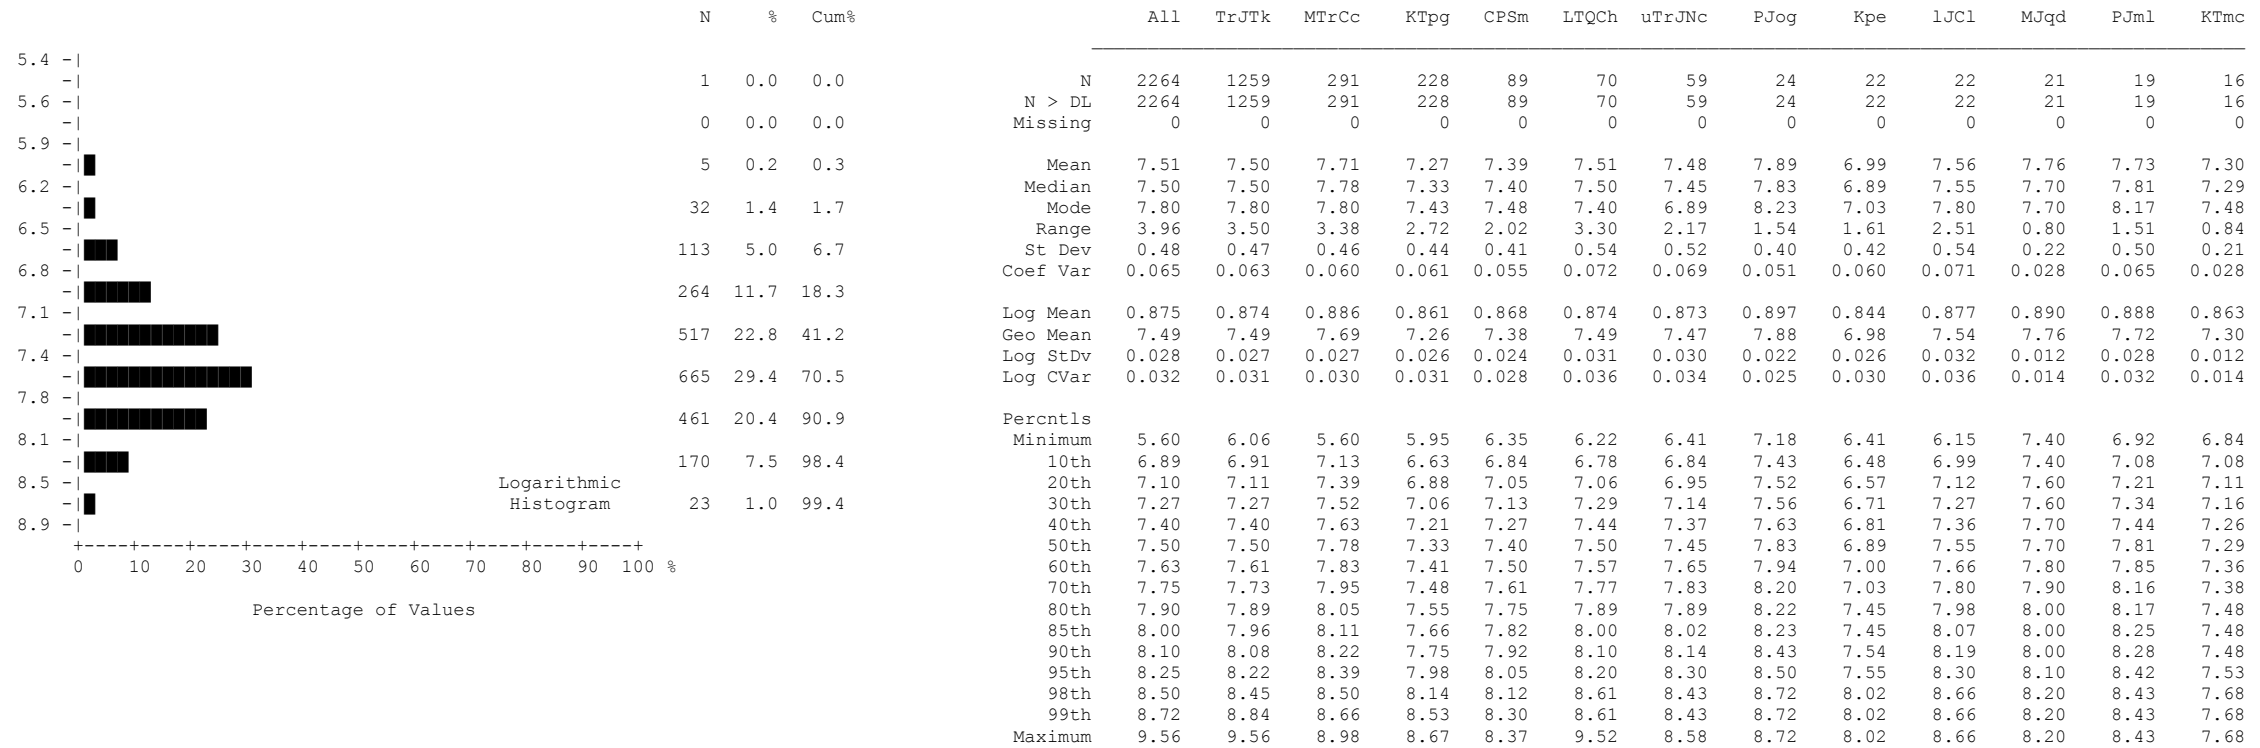 N % Cum% All TrJTk MTrCc KTpg CPSm LTQCh uTrJNc PJog Kpe lJCl MJqd PJml KTmc
5.4 -|
-| 1 0.0 0.0 N 2264 1259 291 228 89 70 59 24 22 22 21 19 16
5.6 -| N > DL 2264 1259 291 228 89 70 59 24 22 22 21 19 16
-| 0 0.0 0.0 Missing 0 0 0 0 0 0 0 0 0 0 0 0 0
5.9 -|
-| 5 0.2 0.3 Mean 7.51 7.50 7.71 7.27 7.39 7.51 7.48 7.89 6.99 7.56 7.76 7.73 7.30
6.2 -| Median 7.50 7.50 7.78 7.33 7.40 7.50 7.45 7.83 6.89 7.55 7.70 7.81 7.29
-| 32 1.4 1.7 Mode 7.80 7.80 7.80 7.43 7.48 7.40 6.89 8.23 7.03 7.80 7.70 8.17 7.48
6.5 -| Range 3.96 3.50 3.38 2.72 2.02 3.30 2.17 1.54 1.61 2.51 0.80 1.51 0.84
-| 113 5.0 6.7 St Dev 0.48 0.47 0.46 0.44 0.41 0.54 0.52 0.40 0.42 0.54 0.22 0.50 0.21
6.8 -| Coef Var 0.065 0.063 0.060 0.061 0.055 0.072 0.069 0.051 0.060 0.071 0.028 0.065 0.028
-| 264 11.7 18.3
7.1 -| Log Mean 0.875 0.874 0.886 0.861 0.868 0.874 0.873 0.897 0.844 0.877 0.890 0.888 0.863
-| 517 22.8 41.2 Geo Mean 7.49 7.49 7.69 7.26 7.38 7.49 7.47 7.88 6.98 7.54 7.76 7.72 7.30
7.4 -| Log StDv 0.028 0.027 0.027 0.026 0.024 0.031 0.030 0.022 0.026 0.032 0.012 0.028 0.012
-| 665 29.4 70.5 Log CVar 0.032 0.031 0.030 0.031 0.028 0.036 0.034 0.025 0.030 0.036 0.014 0.032 0.014
7.8 -|
-| 461 20.4 90.9 Percntls
8.1 -| Minimum 5.60 6.06 5.60 5.95 6.35 6.22 6.41 7.18 6.41 6.15 7.40 6.92 6.84
-| 170 7.5 98.4 10th 6.89 6.91 7.13 6.63 6.84 6.78 6.84 7.43 6.48 6.99 7.40 7.08 7.08
8.5 -| Logarithmic 20th 7.10 7.11 7.39 6.88 7.05 7.06 6.95 7.52 6.57 7.12 7.60 7.21 7.11
-| Histogram 23 1.0 99.4 30th 7.27 7.27 7.52 7.06 7.13 7.29 7.14 7.56 6.71 7.27 7.60 7.34 7.16
8.9 -| 40th 7.40 7.40 7.63 7.21 7.27 7.44 7.37 7.63 6.81 7.36 7.70 7.44 7.26
+----+----+----+----+----+----+----+----+----+----+ 50th 7.50 7.50 7.78 7.33 7.40 7.50 7.45 7.83 6.89 7.55 7.70 7.81 7.29
0 10 20 30 40 50 60 70 80 90 100 % 60th 7.63 7.61 7.83 7.41 7.50 7.57 7.65 7.94 7.00 7.66 7.80 7.85 7.36
70th 7.75 7.73 7.95 7.48 7.61 7.77 7.83 8.20 7.03 7.80 7.90 8.16 7.38
Percentage of Values 80th 7.90 7.89 8.05 7.55 7.75 7.89 7.89 8.22 7.45 7.98 8.00 8.17 7.48
85th 8.00 7.96 8.11 7.66 7.82 8.00 8.02 8.23 7.45 8.07 8.00 8.25 7.48
90th 8.10 8.08 8.22 7.75 7.92 8.10 8.14 8.43 7.54 8.19 8.00 8.28 7.48
95th 8.25 8.22 8.39 7.98 8.05 8.20 8.30 8.50 7.55 8.30 8.10 8.42 7.53
98th 8.50 8.45 8.50 8.14 8.12 8.61 8.43 8.72 8.02 8.66 8.20 8.43 7.68
99th 8.72 8.84 8.66 8.53 8.30 8.61 8.43 8.72 8.02 8.66 8.20 8.43 7.68
Maximum 9.56 9.56 8.98 8.67 8.37 9.52 8.58 8.72 8.02 8.66 8.20 8.43 7.68